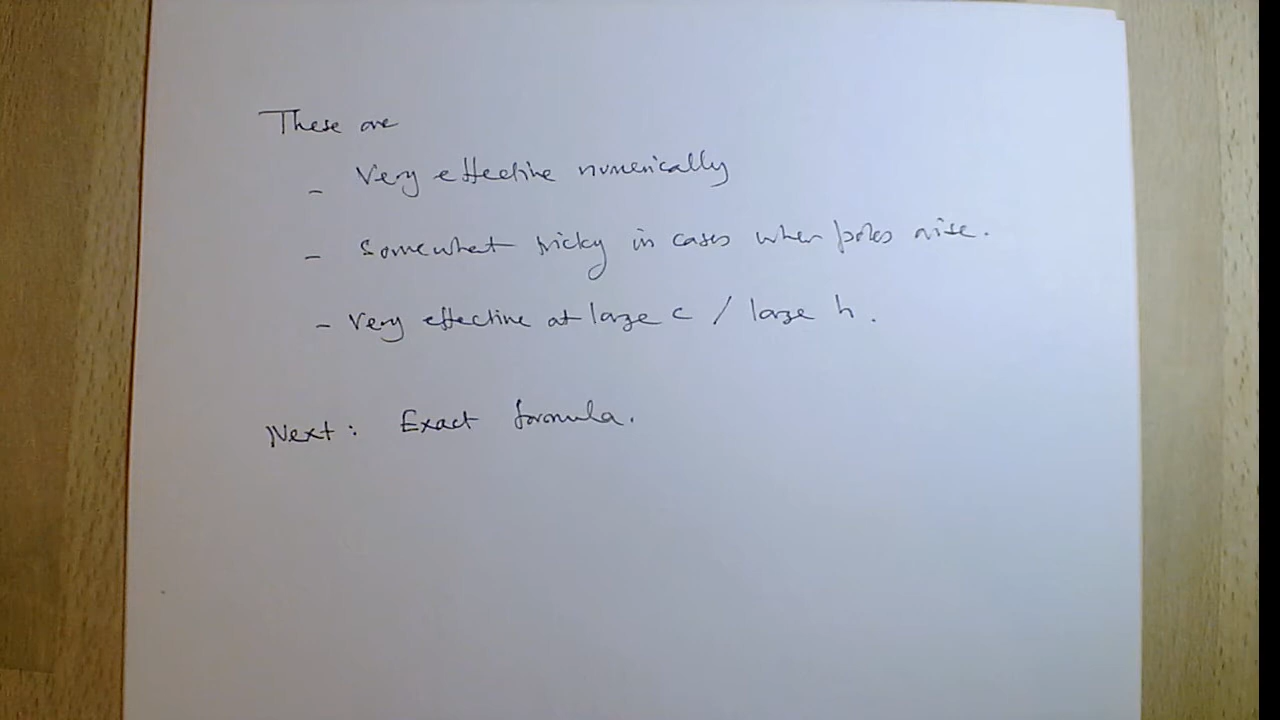 These are
- Very effective numerically
- Somewhat tricky in cases when poles arise.
- Very effective at large c / large h.
Next: Exact formula.